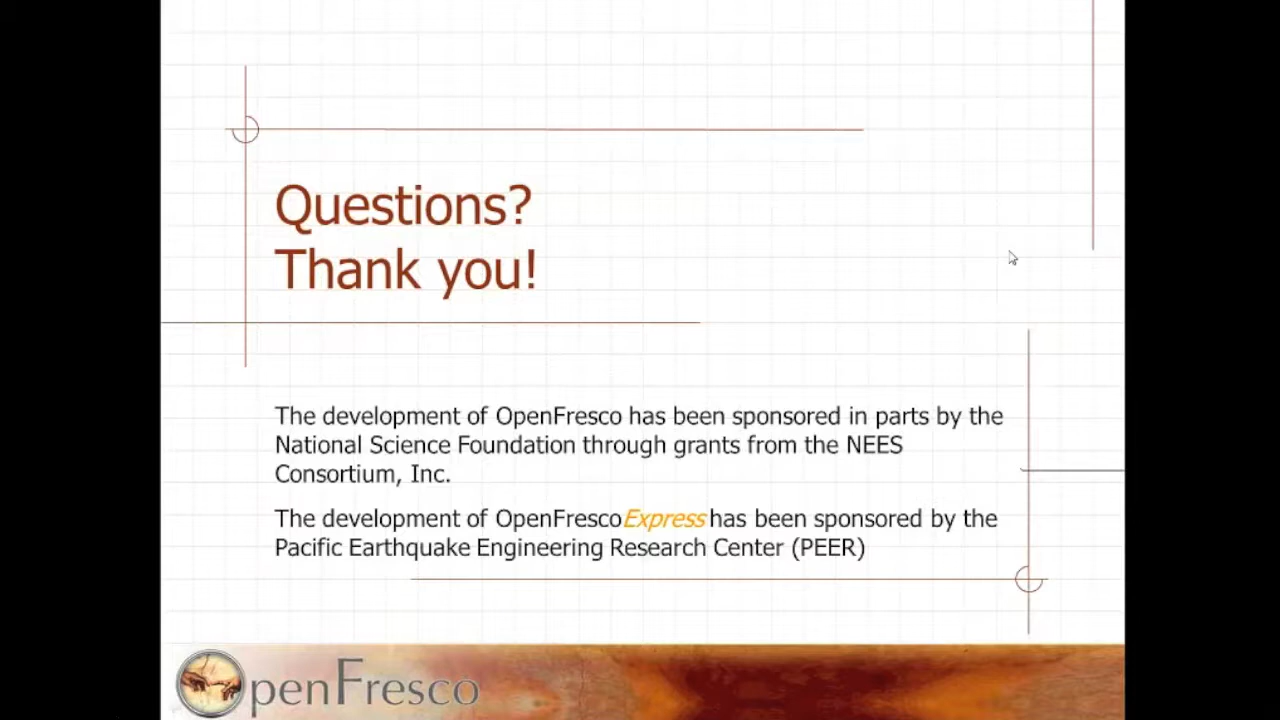 Questions?
Thank you!
The development of OpenFresco has been sponsored in parts by the
National Science Foundation through grants from the NEES
Consortium, Inc.
The development of OpenFrescoExpress has been sponsored by the
Pacific Earthquake Engineering Research Center (PEER)
OpenFresco